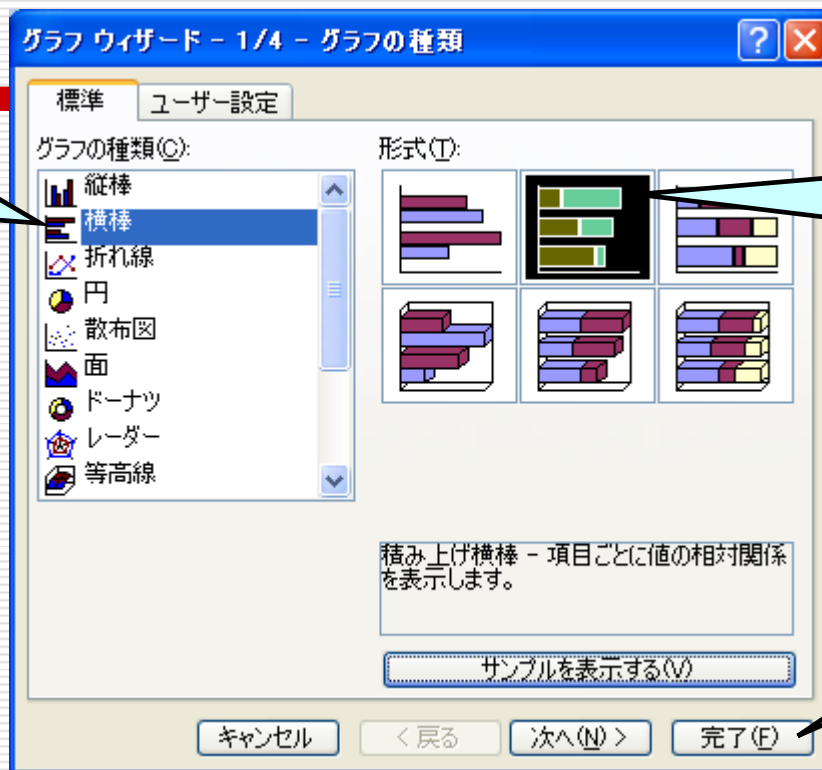 グラフ ウィザード - 1/4 - グラフの種類
標準
ユーザー設定
グラフの種類(C):
形式(T):
縦棒
横棒
折れ線
円
散布図
面
ドーナツ
レーダー
等高線
積み上げ横棒 - 項目ごとに値の相対関係
を表示します。
サンプルを表示する(V)
キャンセル
< 戻る
次へ(N) >
完了(F)